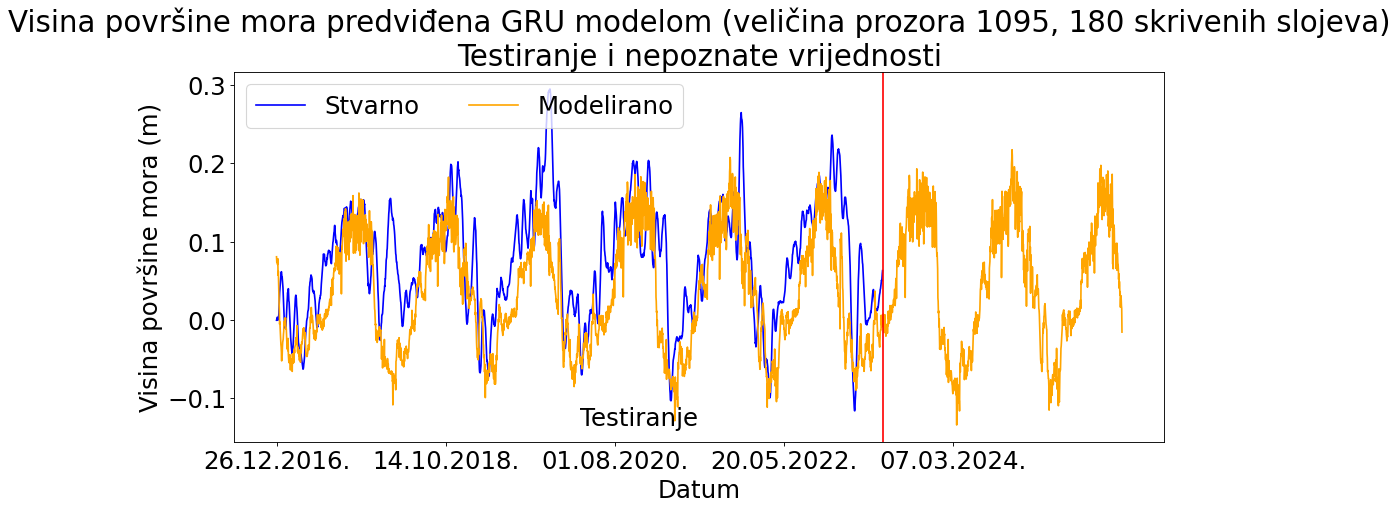 Visina površine mora predviđena GRU modelom (veličina prozora 1095, 180 skrivenih slojeva)
Testiranje i nepoznate vrijednosti
Stvarno
Modelirano
Visina površine mora (m)
0.3
0.2
0.1
0.0
−0.1
Testiranje
26.12.2016.
14.10.2018.
01.08.2020.
20.05.2022.
07.03.2024.
Datum